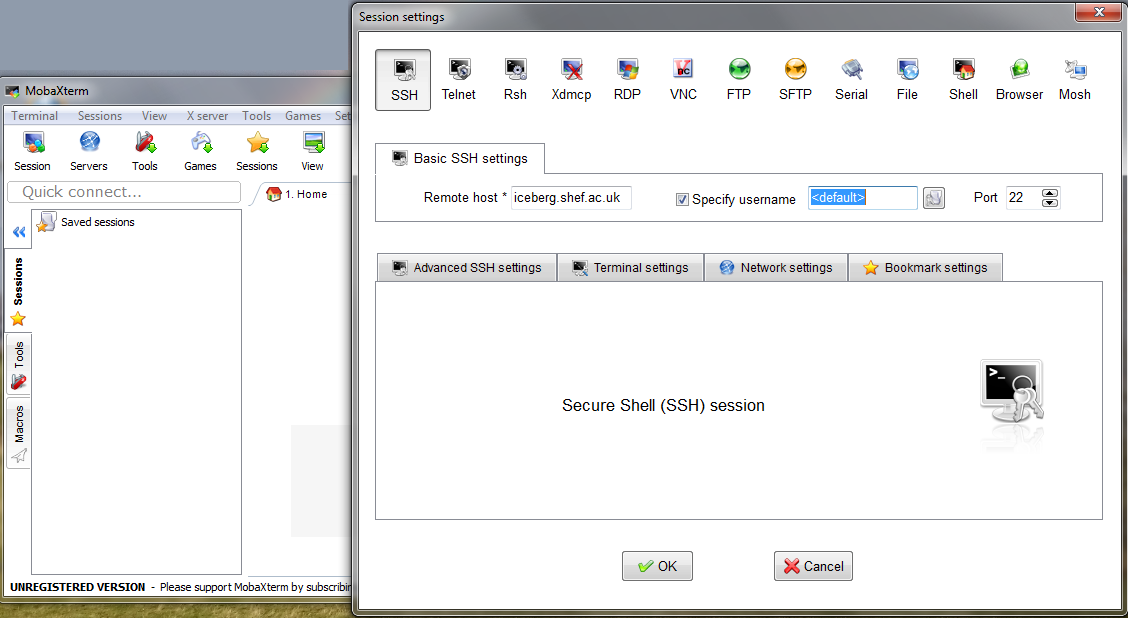 Session settings
SSH Telnet Rsh Xdmcp RDP VNC FTP SFTP Serial File Shell Browser Mosh
Basic SSH settings
Remote host * iceberg.shef.ac.uk Specify username <default> Port 22
Advanced SSH settings Terminal settings Network settings Bookmark settings
Secure Shell (SSH) session
OK Cancel
MobaXterm
Terminal Sessions View X server Tools Games Set
Session Servers Tools Games Sessions View
Quick connect...
1. Home
Saved sessions
Sessions
Tools
Macros
UNREGISTERED VERSION - Please support MobaXterm by subscribin